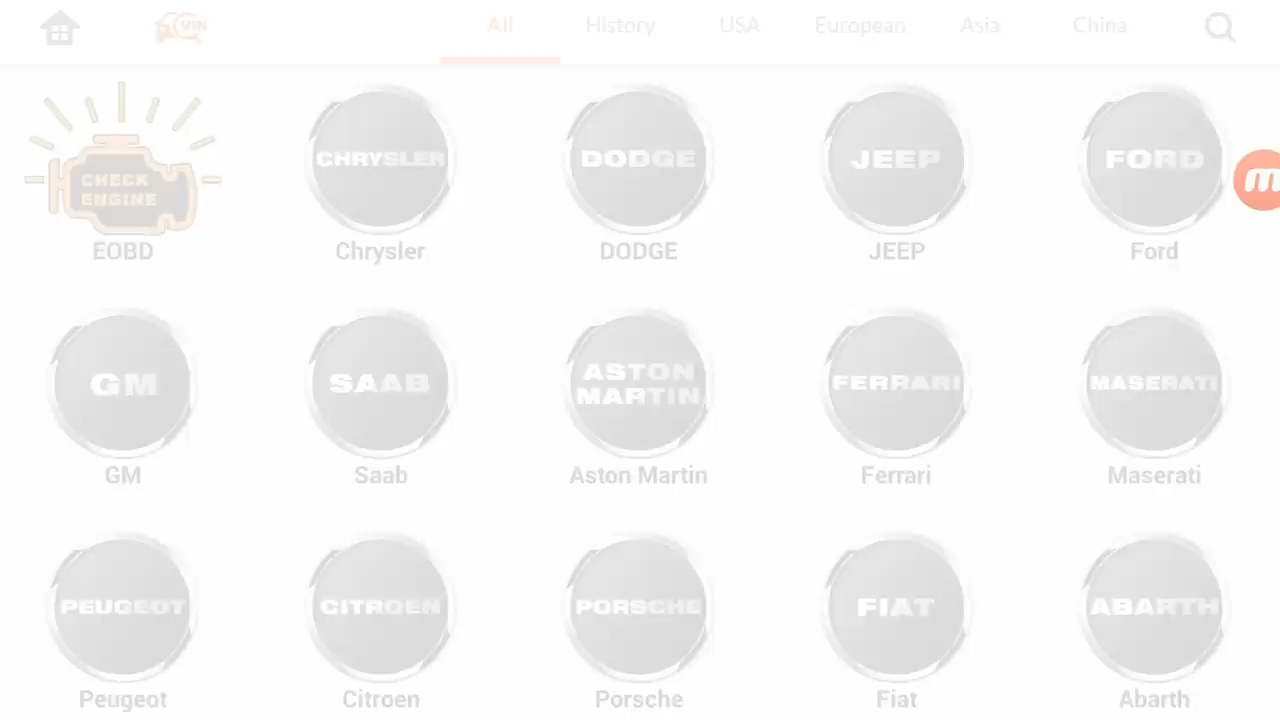 VIN
All
History
USA
European
Asia
China
CHECK
ENGINE
CHRYSLER
DODGE
JEEP
FORD
m
EOBD
Chrysler
DODGE
JEEP
Ford
GM
SAAB
ASTON
MARTIN
FERRARI
MASERATI
GM
Saab
Aston Martin
Ferrari
Maserati
PEUGEOT
CITROEN
PORSCHE
FIAT
ABARTH
Peugeot
Citroen
Porsche
Fiat
Abarth